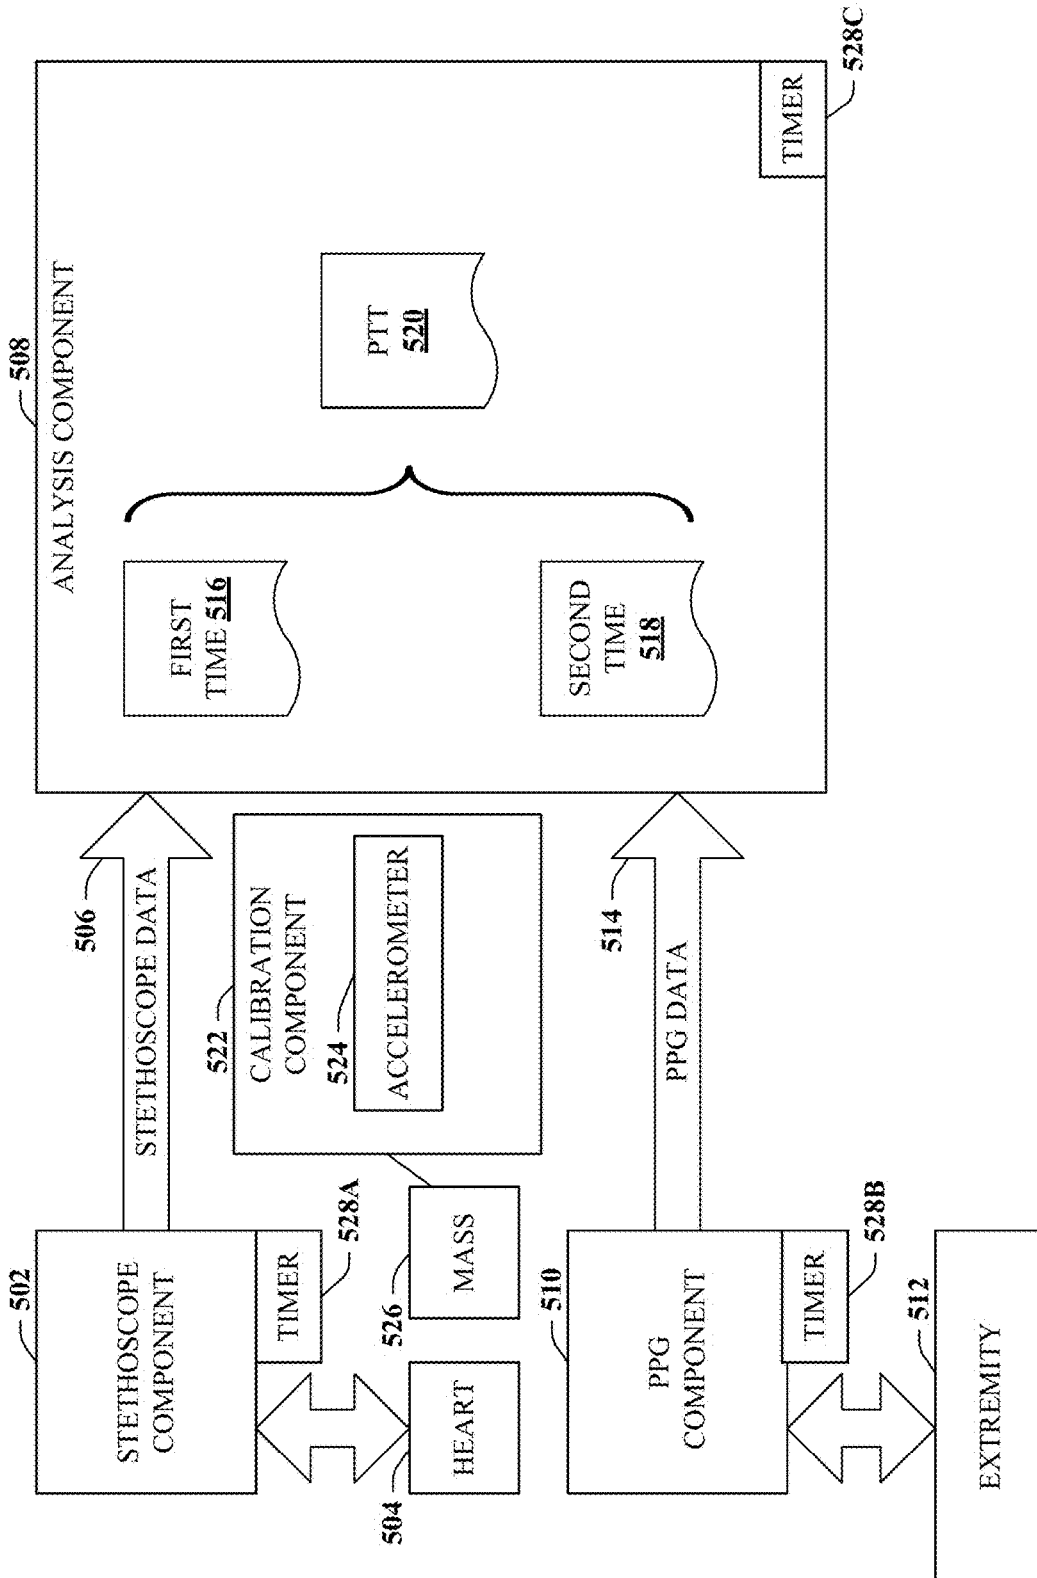 502
STETHOSCOPE
COMPONENT
TIMER
528A
506
STETHOSCOPE DATA
508
ANALYSIS COMPONENT
FIRST
TIME 516
SECOND
TIME
518
PTT
520
TIMER
528C
504
HEART
526
MASS
522
CALIBRATION
COMPONENT
524
ACCELEROMETER
510
PPG
COMPONENT
TIMER
528B
514
PPG DATA
512
EXTREMITY